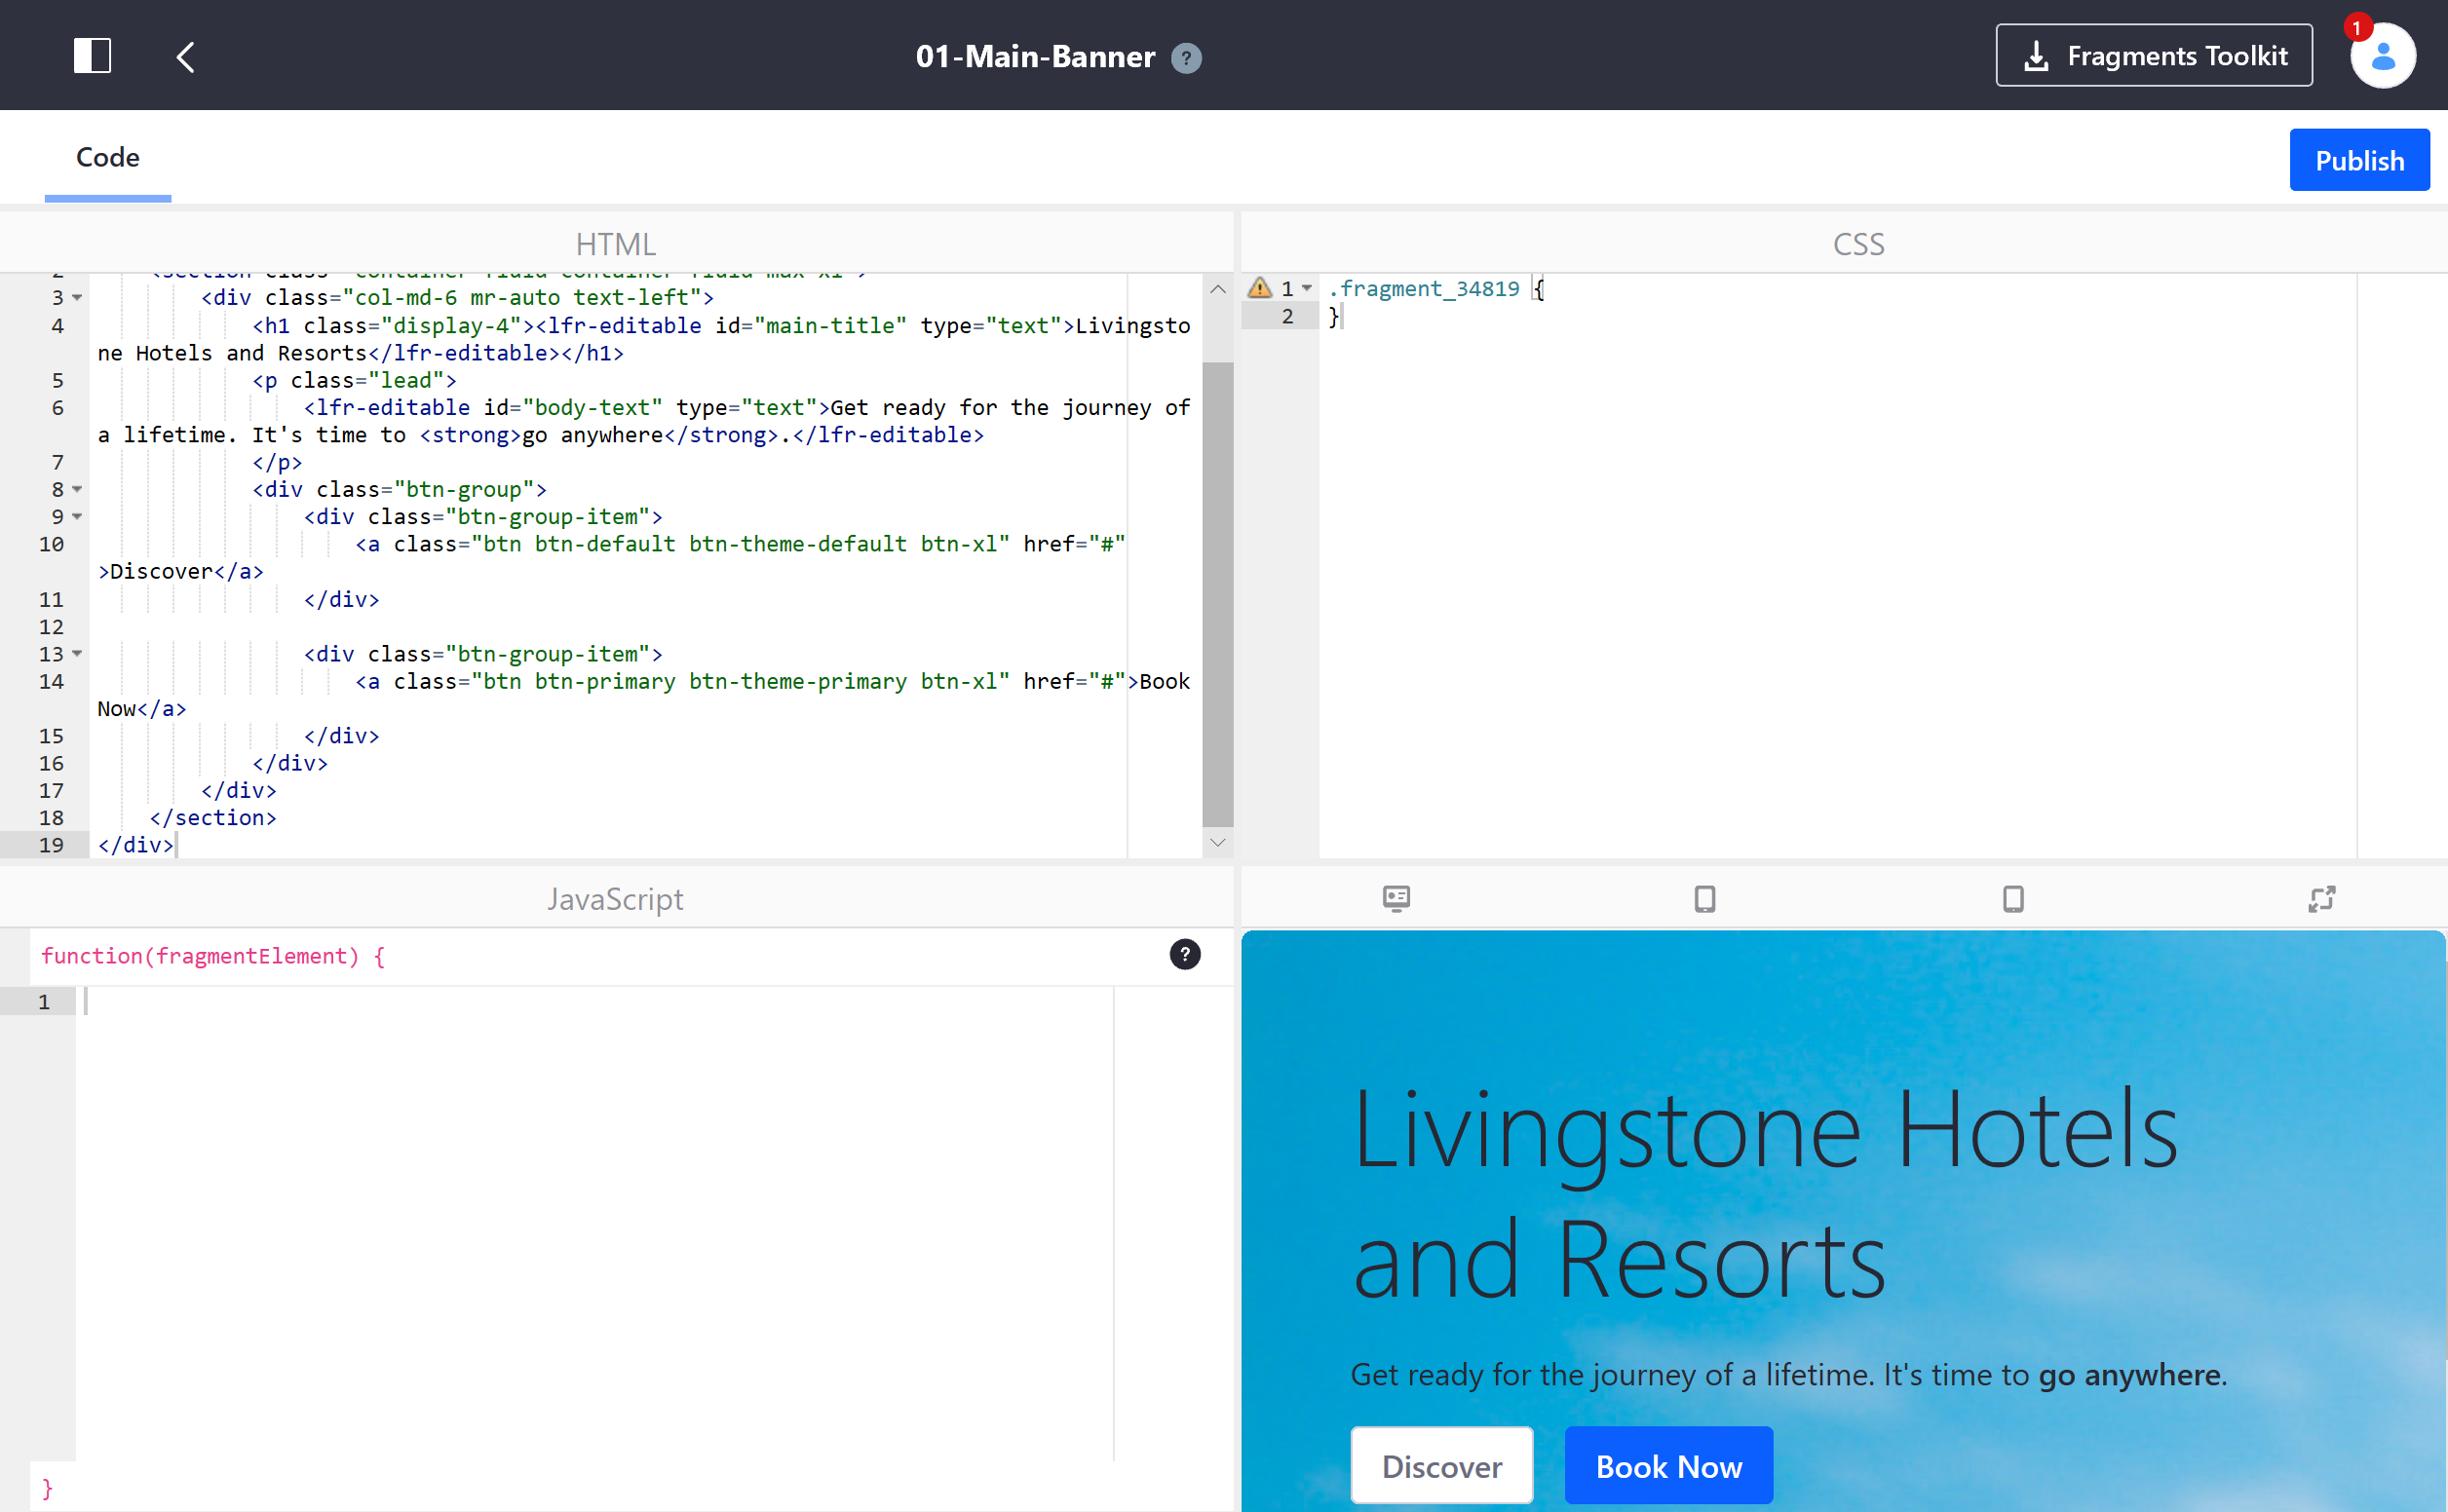 01-Main-Banner ?
Fragments Toolkit
1
Code
Publish
HTML
3 <div class="col-md-6 mr-auto text-left">
4 <h1 class="display-4"><lfr-editable id="main-title" type="text">Livingsto
ne Hotels and Resorts</lfr-editable></h1>
5 <p class="lead">
6 <lfr-editable id="body-text" type="text">Get ready for the journey of
a lifetime. It's time to <strong>go anywhere</strong>.</lfr-editable>
7 </p>
8 <div class="btn-group">
9 <div class="btn-group-item">
10 <a class="btn btn-default btn-theme-default btn-xl" href="#"
>Discover</a>
11 </div>
12
13 <div class="btn-group-item">
14 <a class="btn btn-primary btn-theme-primary btn-xl" href="#">Book
Now</a>
15 </div>
16 </div>
17 </div>
18 </section>
19 </div>
CSS
1 .fragment_34819 {
2 }
JavaScript
function(fragmentElement) {
?
1
}
Livingstone Hotels
and Resorts
Get ready for the journey of a lifetime. It's time to go anywhere.
Discover
Book Now